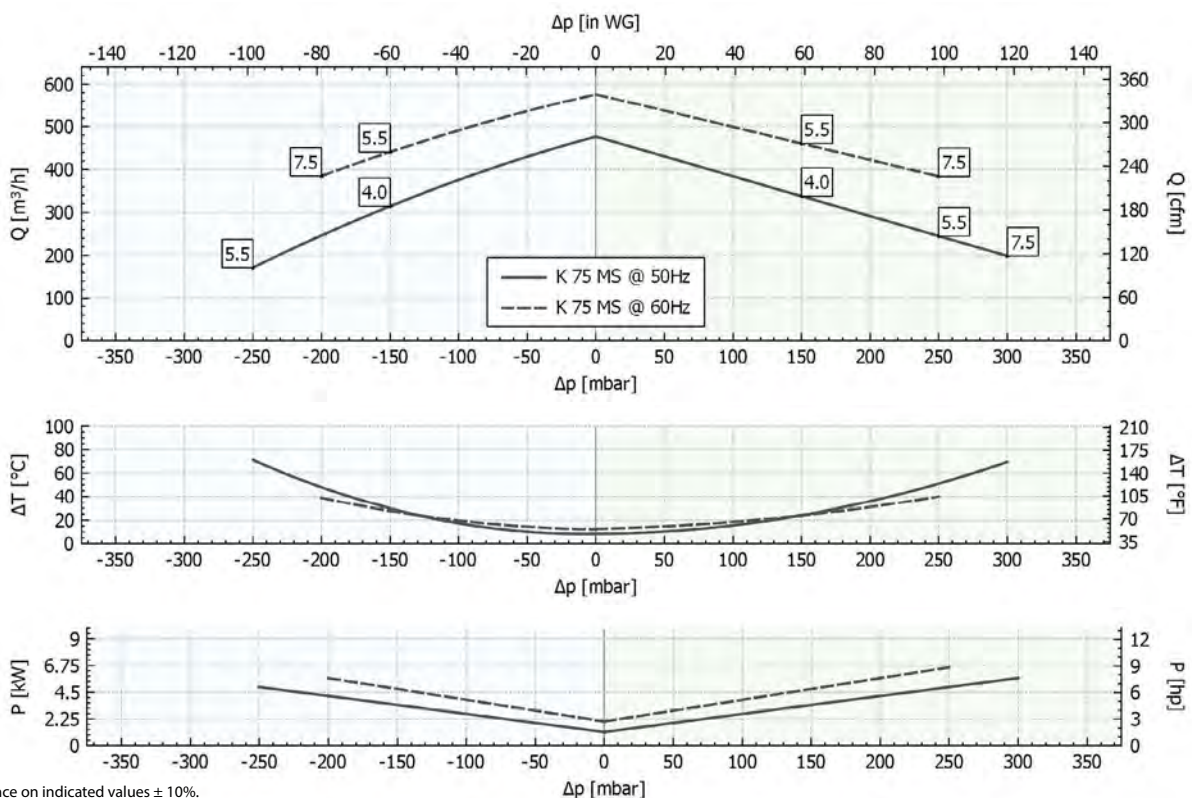 Δp [in WG]
-140 -120 -100 -80 -60 -40 -20 0 20 40 60 80 100 120 140
Q [m³/h]
600
500
400
300
200
100
0
7.5 5.5 5.5 7.5
5.5 4.0 4.0 5.5 7.5
K 75 MS @ 50Hz
K 75 MS @ 60Hz
360
300
240
180
120
60
0
Q [cfm]
-350 -300 -250 -200 -150 -100 -50 0 50 100 150 200 250 300 350
Δp [mbar]
ΔT [°C]
100
80
60
40
20
0
210
175
140
105
70
35
ΔT [°F]
-350 -300 -250 -200 -150 -100 -50 0 50 100 150 200 250 300 350
Δp [mbar]
P [kW]
9
6.75
4.5
2.25
0
12
9
6
3
0
P [hp]
-350 -300 -250 -200 -150 -100 -50 0 50 100 150 200 250 300 350
Δp [mbar]
nce on indicated values ± 10%.